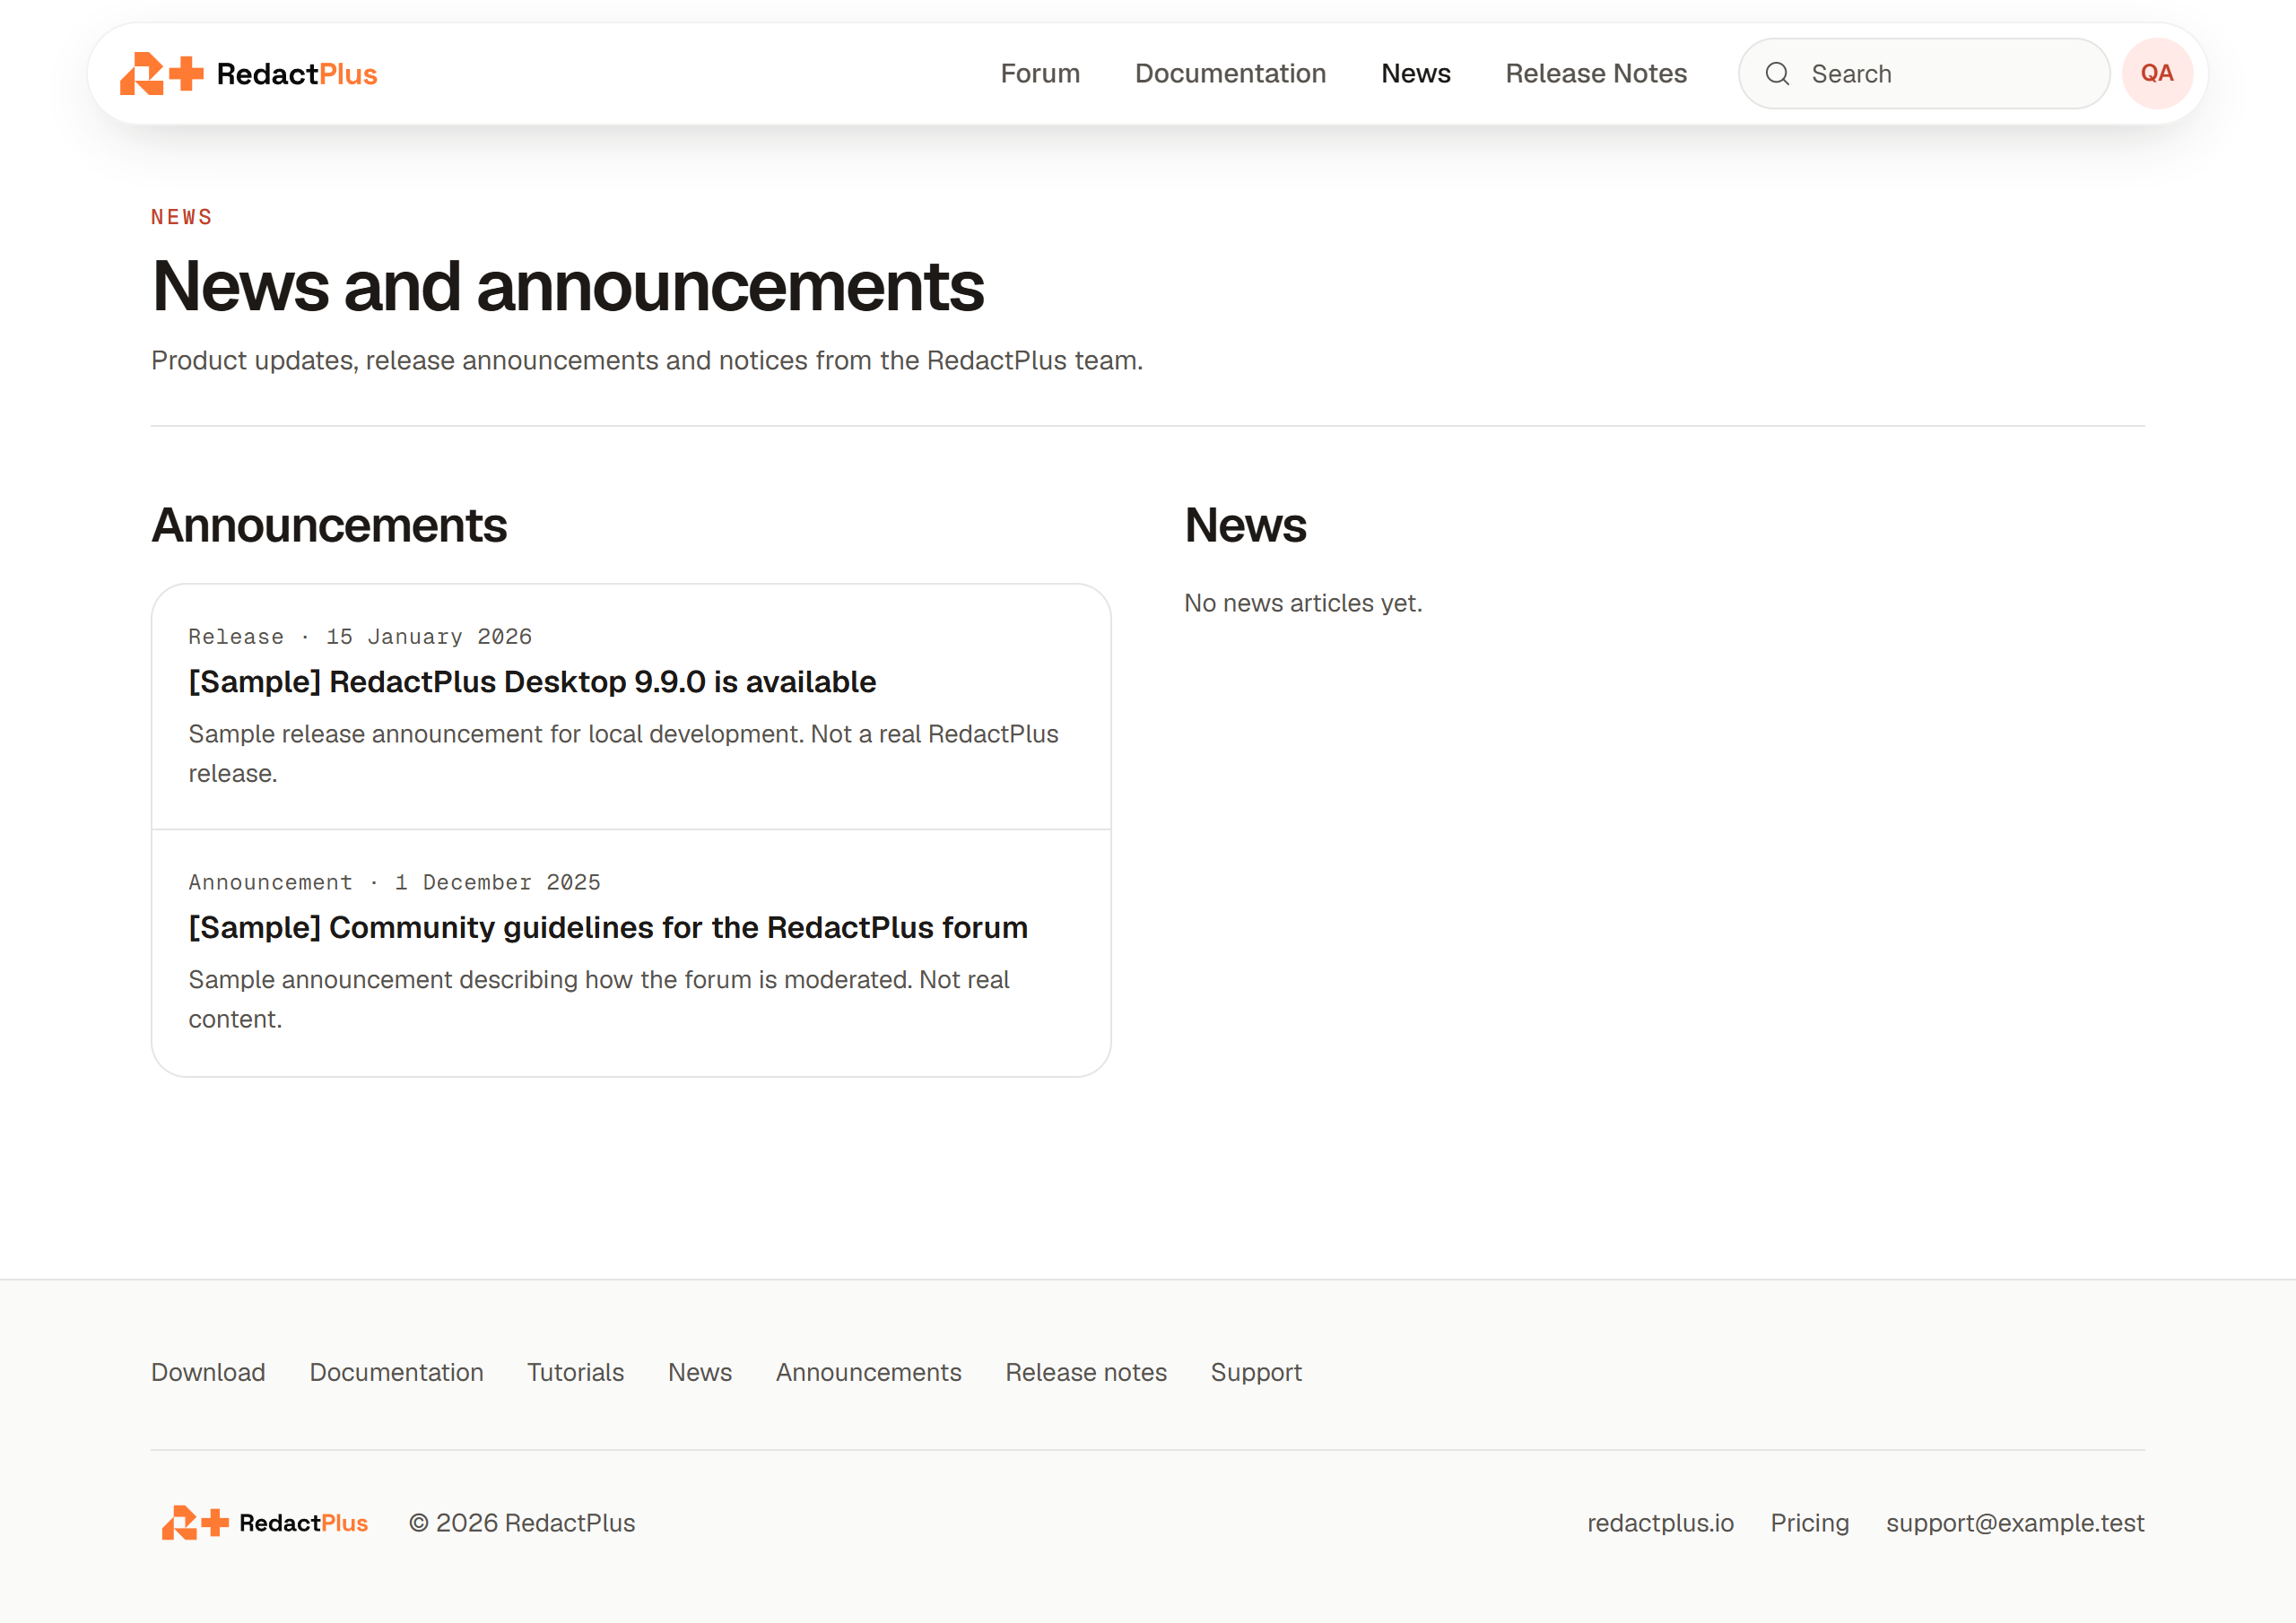 RedactPlus
Forum
Documentation
News
Release Notes
Search
QA
NEWS
News and announcements
Product updates, release announcements and notices from the RedactPlus team.
Announcements
Release · 15 January 2026
[Sample] RedactPlus Desktop 9.9.0 is available
Sample release announcement for local development. Not a real RedactPlus
release.
Announcement · 1 December 2025
[Sample] Community guidelines for the RedactPlus forum
Sample announcement describing how the forum is moderated. Not real
content.
News
No news articles yet.
Download
Documentation
Tutorials
News
Announcements
Release notes
Support
RedactPlus
© 2026 RedactPlus
redactplus.io
Pricing
support@example.test